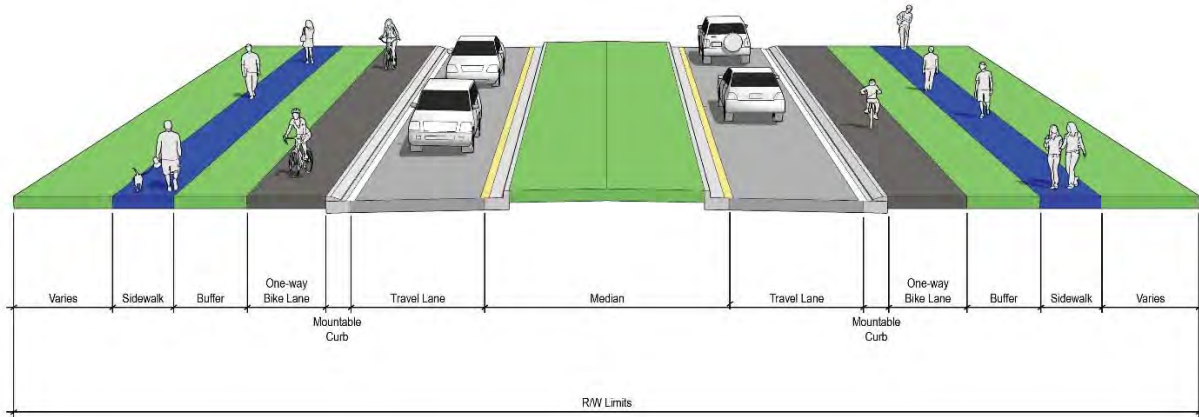 Varies
Sidewalk
Buffer
One-way
Bike Lane
Mountable
Curb
Travel Lane
Median
Travel Lane
Mountable
Curb
One-way
Bike Lane
Buffer
Sidewalk
Varies
R/W Limits